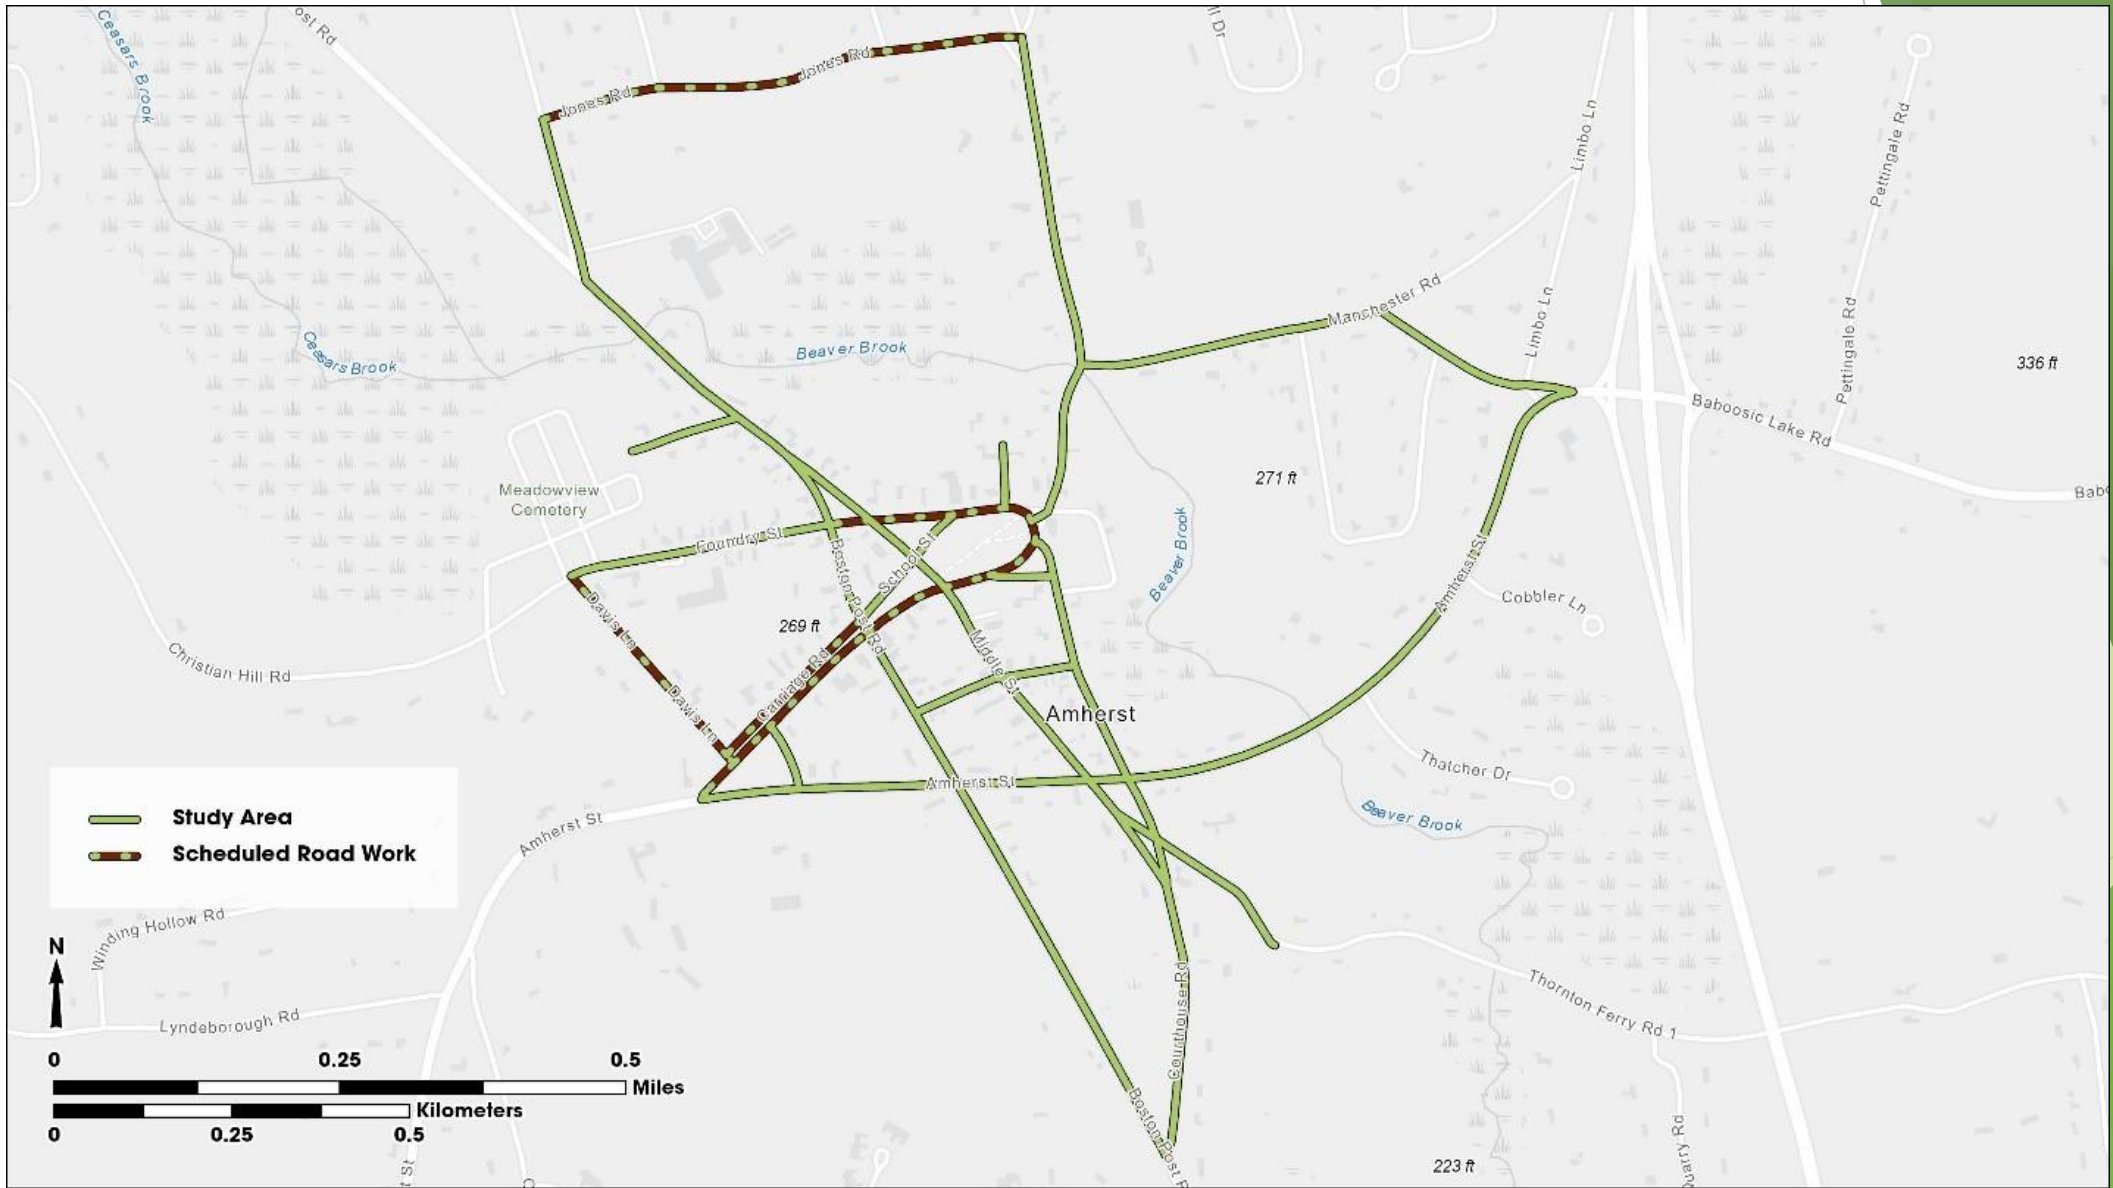 Ceasars Brook
ost Rd
ll Dr
Jones Rd
Jones Rd
Limbo Ln
Pettingale Rd
Manchester Rd
Limbo Ln
Pettingale Rd
336 ft
Ceasars Brook
Beaver Brook
Baboosic Lake Rd
Babo
271 ft
Meadowview
Cemetery
Foundry St
Boston Post Rd
School St
Beaver Brook
Amherst St
Cobbler Ln
Davis Ln
269 ft
Christian Hill Rd
Davis Ln
Carriage Rd
Middle St
Amherst
Amherst St
Thatcher Dr
Beaver Brook
Amherst St
Study Area
Scheduled Road Work
Winding Hollow Rd
N
Lyndeborough Rd
Courthouse Rd
Thornton Ferry Rd 1
0 0.25 0.5
Miles
Kilometers
0 0.25 0.5
Boston Post R
Quarry Rd
t St
223 ft